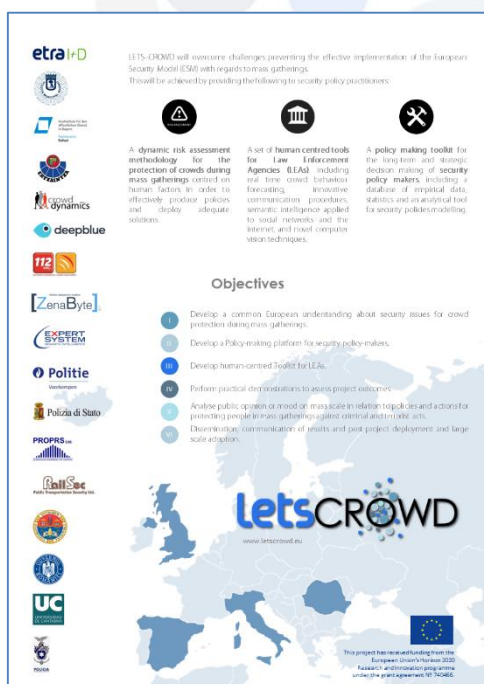 etra I+D
LETS-CROWD will overcome challenges preventing the effective implementation of the European
Security Model (ESM) with regards to mass gatherings.
This will be achieved by providing the following to security policy practitioners:
A dynamic risk assessment
methodology for the
protection of crowds during
mass gatherings centred on
human factors in order to
effectively produce policies
and deploy adequate
solutions.
A set of human centred tools
for Law Enforcement
Agencies (LEAs), including
real time crowd behaviour
forecasting, innovative
communication procedures,
semantic intelligence applied
to social networks and the
internet, and novel computer
vision techniques.
A policy making toolkit for
the long-term and strategic
decision making of security
policy makers, including a
database of empirical data,
statistics and an analytical tool
for security policies modelling.
crowd
dynamics
deepblue
112
ZenaByte
EXPERT
SYSTEM
Politie
Voorkempen
Polizia di Stato
PROPRS Ltd.
RailSec
Public Transportation Security Ltd.
UC
UNIVERSIDAD
DE CANTABRIA
POLICIA
Objectives
I Develop a common European understanding about security issues for crowd
protection during mass gatherings.
II Develop a Policy-making platform for security policy-makers.
III Develop human-centred Toolkit for LEAs.
IV Perform practical demonstrations to assess project outcomes
V Analyse public opinion or mood on mass scale in relation to policies and actions for
protecting people in mass gatherings against criminal and terrorist acts.
VI Dissemination, communication of results and post project deployment and large
scale adoption.
LetsCROWD
www.letscrowd.eu
This project has received funding from the
European Union's Horizon 2020
Research and Innovation programme
under the grant agreement Nº 740466.